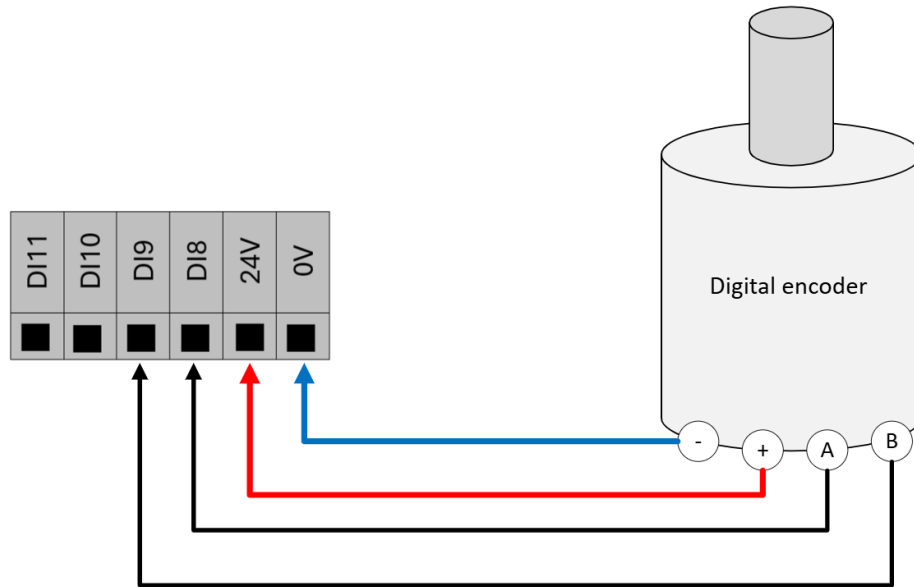 DI11
DI10
DI9
DI8
24V
0V
Digital encoder
-
+
A
B